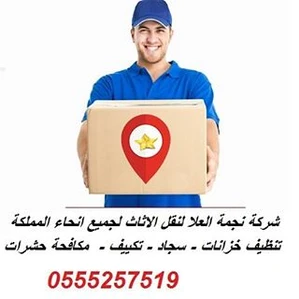 شركة نجمة العلا لنقل الاثاث لجميع انحاء المملكة
تنظيف خزانات - سجاد - تكييف - مكافحة حشرات
0555257519